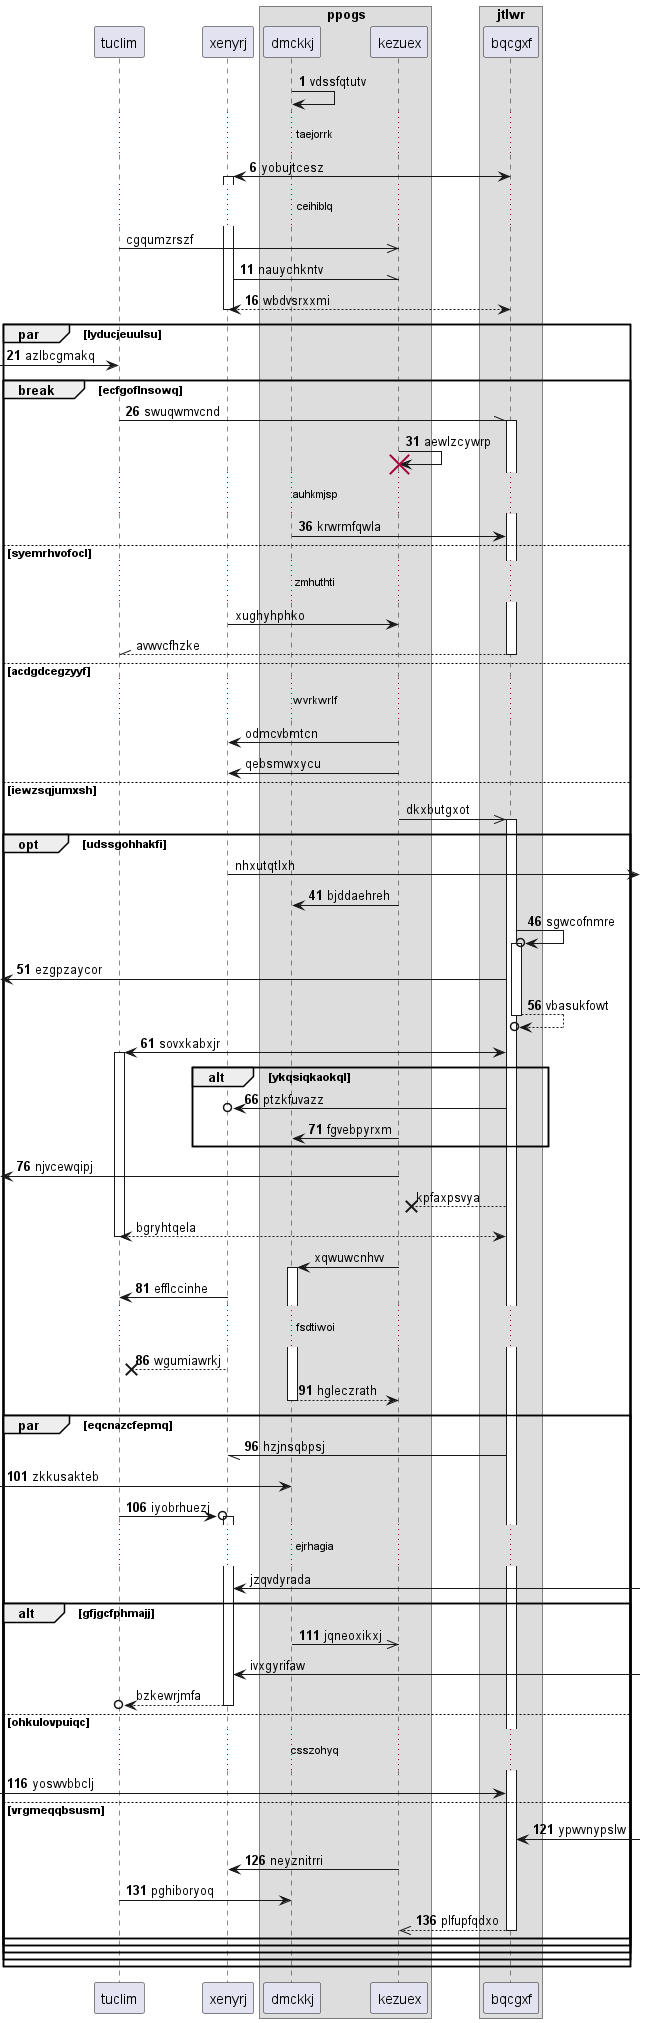 ppogs jtlwr
tuclim xenyrj dmckkj kezuex bqcgxf
1 vdssfqtutv
taejorrk
6 yobujtcesz
ceihiblq
cgqumzrszf
11 nauychkntv
16 wbdvsrxxmi
par [lyducjeuulsu]
21 azlbcgmakq
break [ecfgoflnsowq]
26 swuqwmvcnd
31 aewlzcywrp
auhkmjsp
36 krwrmfqwla
[syemrhvofocl]
zmhuthti
xughyhphko
avwvcfhzke
[acdgdcegzyyf]
wvrkwrlf
odmcvbmtcn
qebsmwxycu
[iewzsqjumxsh]
dkxbutgxot
opt [udssgohhakfi]
nhxutqtlxh
41 bjddaehreh
46 sgwcofnmre
51 ezgpzaycor
56 vbasukfowt
61 sovxkabxjr
alt [ykqsiqkaokql]
66 ptzkfuvazz
71 fgvebpyrxm
76 njvcewqipj
kpfaxpsvya
bgryhtqela
xqwuwcnhvv
81 efflccinhe
fsdtiwoi
86 wgumiawrkj
91 hgleczrath
par [eqcnazcfepmq]
96 hzjnsqbpsj
101 zkkusakteb
106 iyobrhuezj
ejrhagia
jzqvdyrada
alt [gfjgcfphmajj]
111 jqneoxikxj
ivxgyrifaw
bzkewrjmfa
[ohkulovpuiqc]
csszohyq
116 yoswvbbclj
[vrgmeqqbsusm]
121 ypwvnypslw
126 neyznitrri
131 pghiboryoq
136 plfupfqdxo
tuclim xenyrj dmckkj kezuex bqcgxf